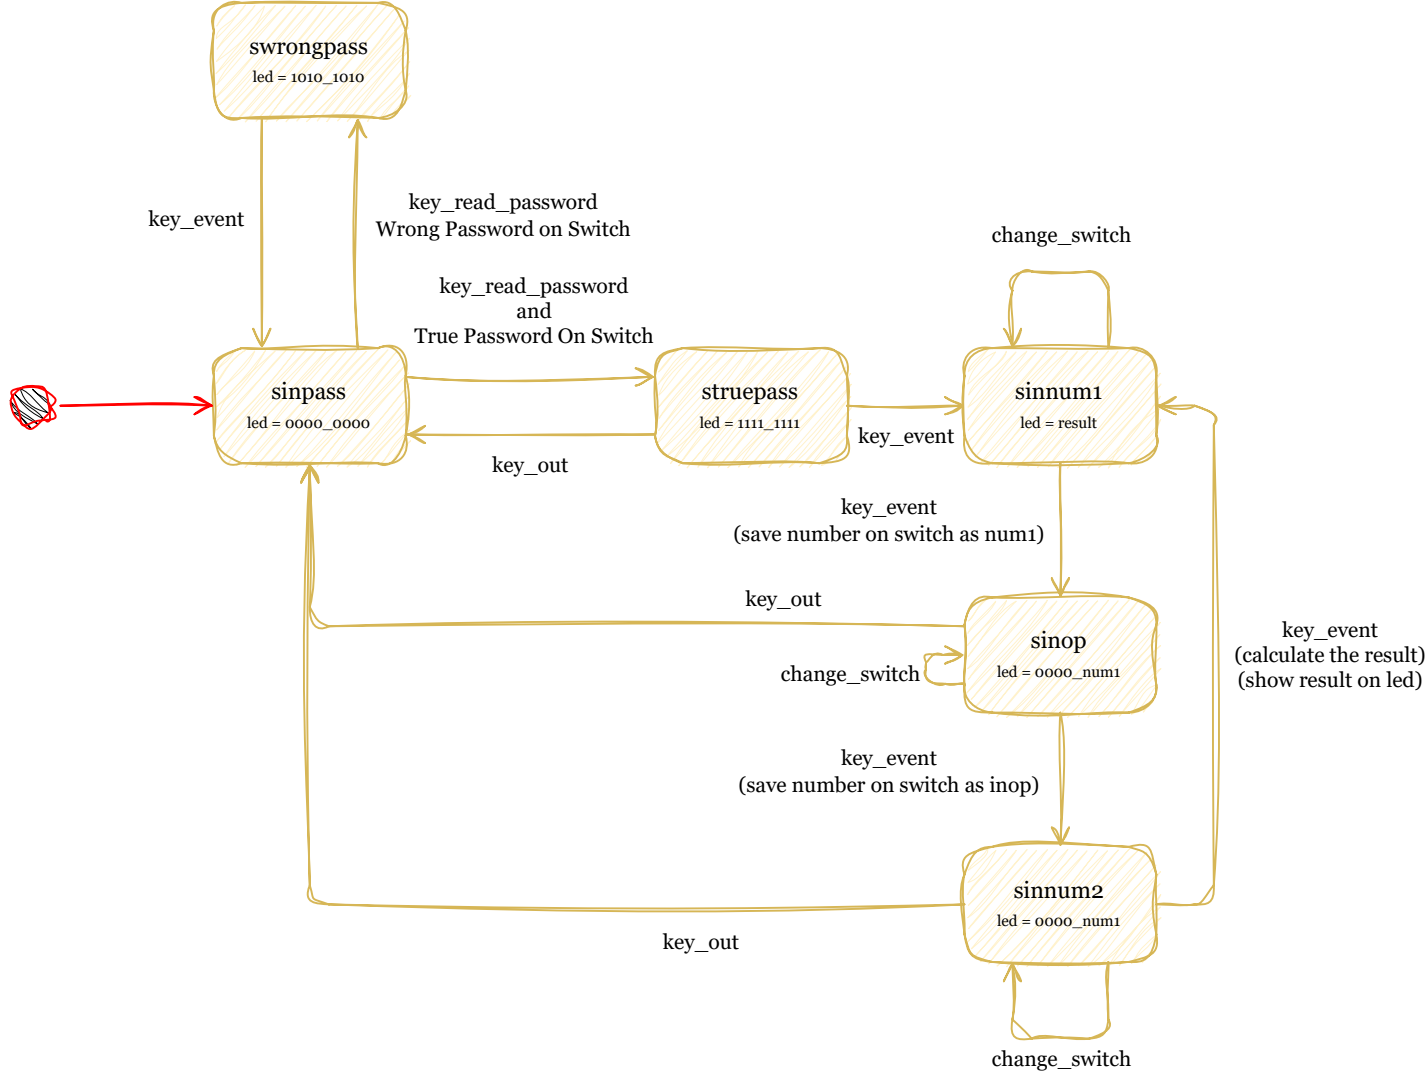 swrongpass
led = 1010_1010
key_event
key_read_password
Wrong Password on Switch
key_read_password
and
True Password On Switch
change_switch
sinpass
led = 0000_0000
struepass
led = 1111_1111
sinnum1
led = result
key_event
key_out
key_event
(save number on switch as num1)
key_out
sinop
led = 0000_num1
change_switch
key_event
(calculate the result)
(show result on led)
key_event
(save number on switch as inop)
sinnum2
led = 0000_num1
key_out
change_switch